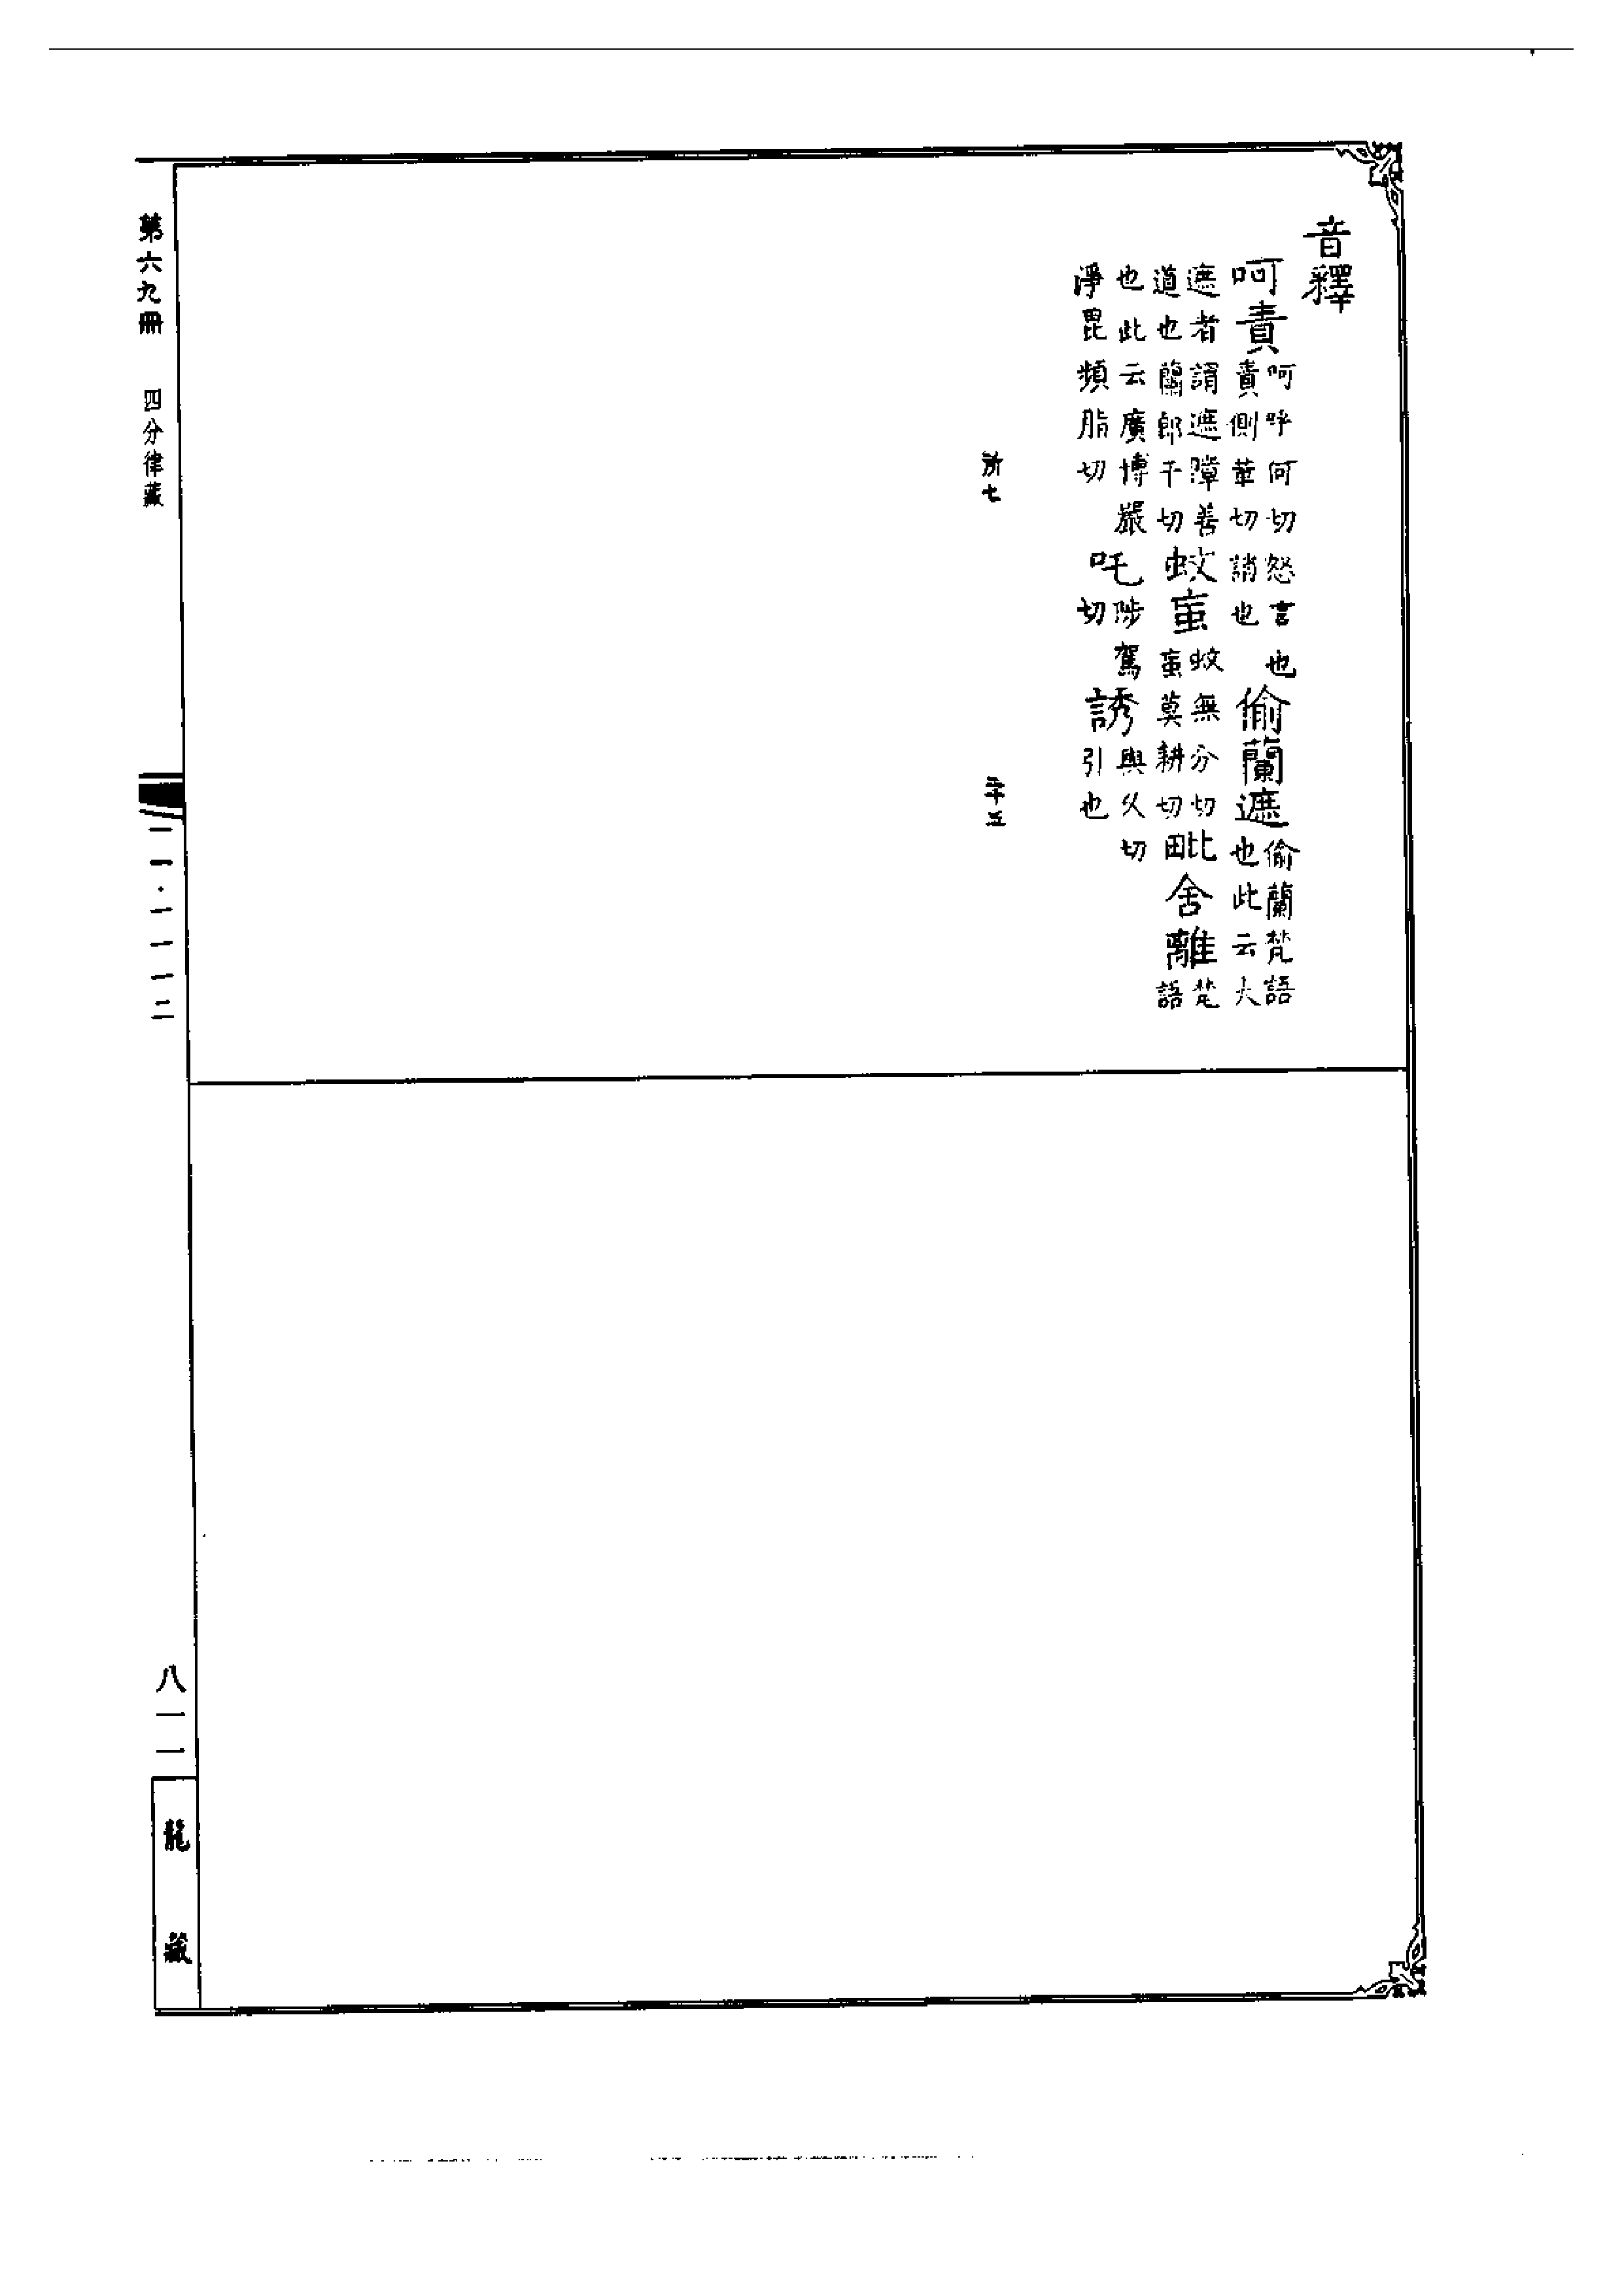 音釋
呵責呵呼何切怒言也責側革切誚也偷蘭遮偷蘭梵語也此云大
遮者謂遮障善道也蘭郎干切蚊䖟蚊無分切䖟莫耕切毗舍離梵語
也此云廣博嚴淨毘頻脂切吒陟駕切誘與久切引也
所七 二十五
第六九冊 四分律藏 一一·一一一二 八一一 龍藏